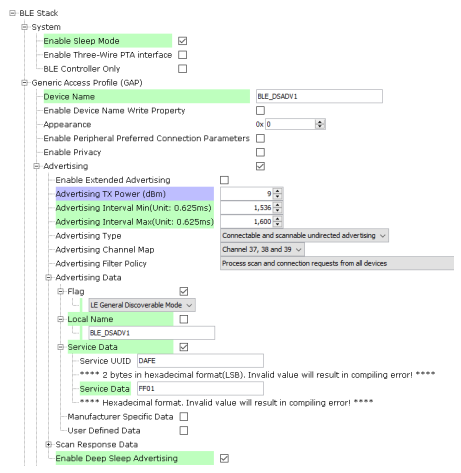 BLE Stack
System
Enable Sleep Mode
Enable Three-Wire PTA interface
BLE Controller Only
Generic Access Profile (GAP)
Device Name BLE_DSADV1
Enable Device Name Write Property
Appearance 0x 0
Enable Peripheral Preferred Connection Parameters
Enable Privacy
Advertising
Enable Extended Advertising
Advertising TX Power (dBm) 9
Advertising Interval Min(Unit: 0.625ms) 1,536
Advertising Interval Max(Unit: 0.625ms) 1,600
Advertising Type Connectable and scannable undirected advertising
Advertising Channel Map Channel 37, 38 and 39
Advertising Filter Policy Process scan and connection requests from all devices
Advertising Data
Flag
LE General Discoverable Mode
Local Name
BLE_DSADV1
Service Data
Service UUID DAFE
**** 2 bytes in hexadecimal format(LSB). Invalid value will result in compiling error! ****
Service Data FF01
**** Hexadecimal format. Invalid value will result in compiling error! ****
Manufacturer Specific Data
User Defined Data
Scan Response Data
Enable Deep Sleep Advertising